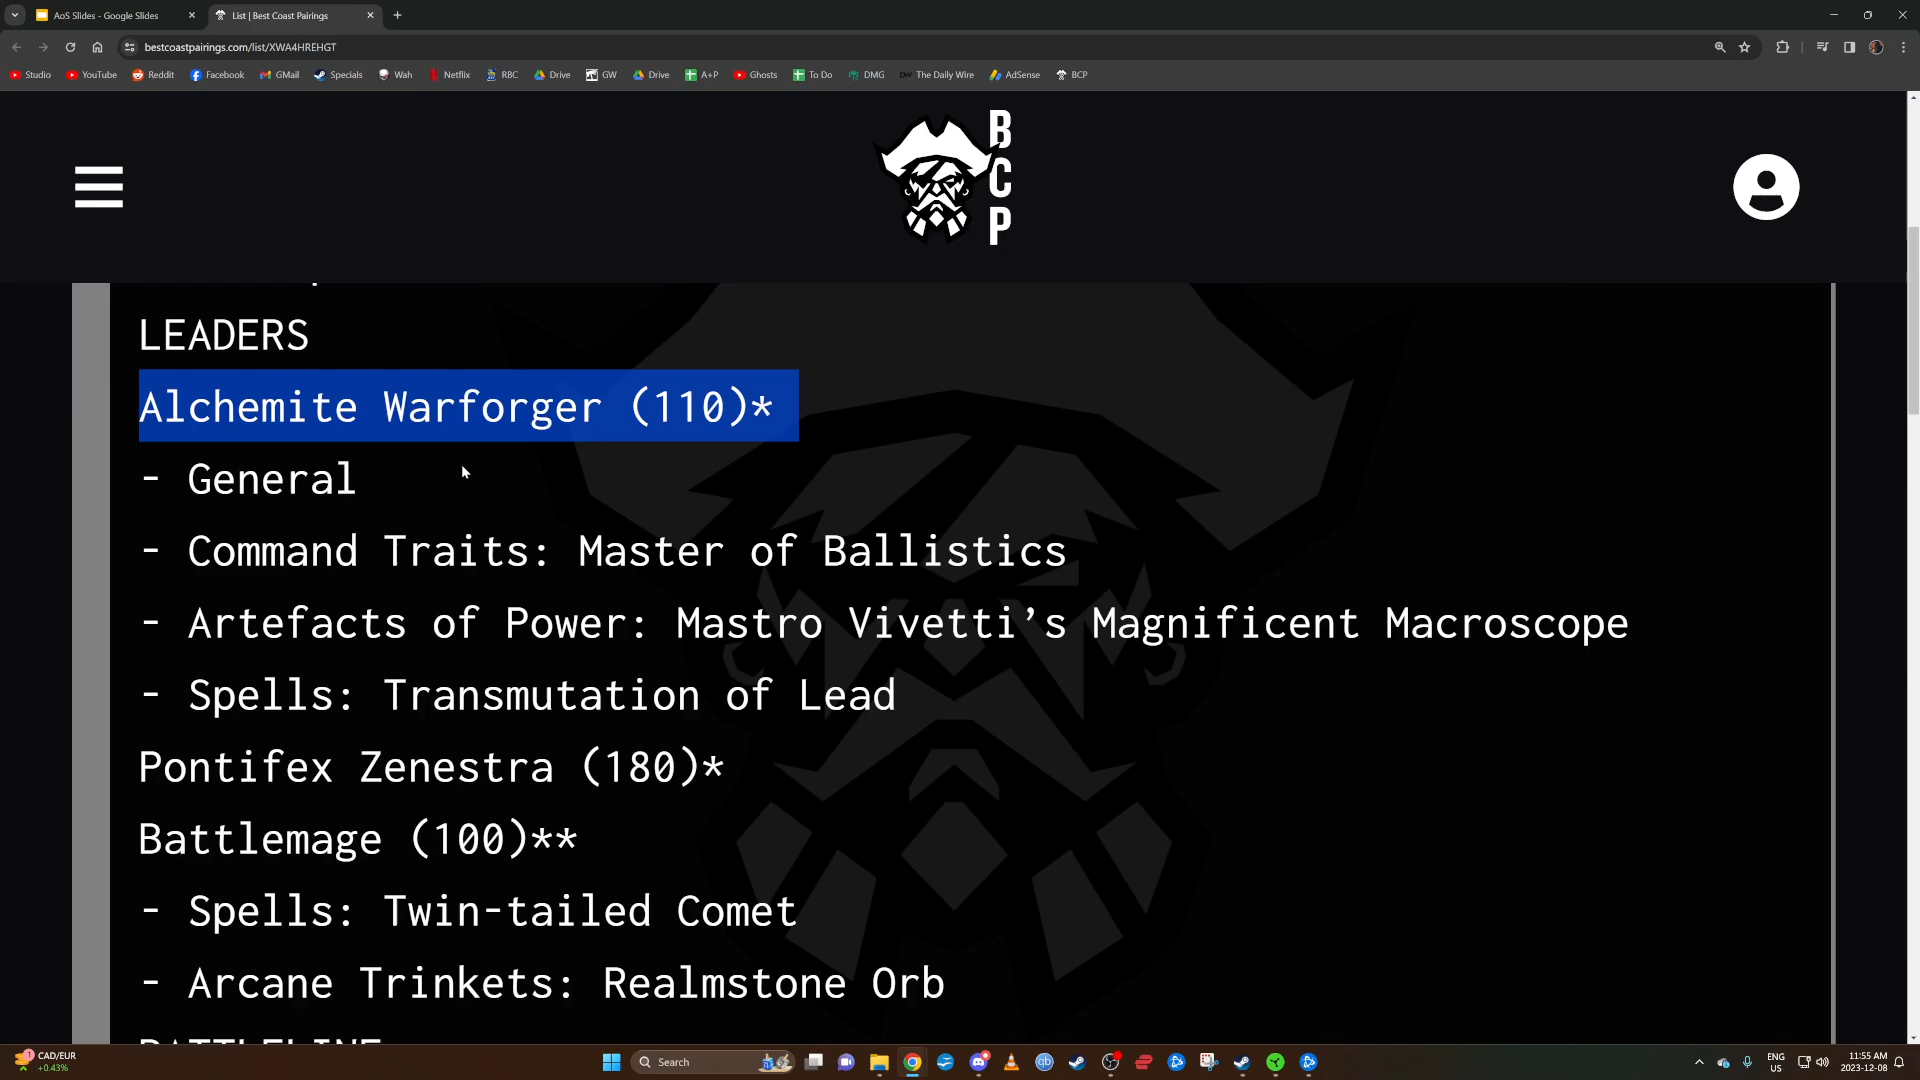 AoS Slides - Google Slides
List | Best Coast Pairings
bestcoastpairings.com/list/XWA4HREHGT
Studio YouTube Reddit Facebook GMail Specials Wah Netflix RBC Drive GW Drive A+P Ghosts To Do DMG DW The Daily Wire AdSense BCP
B
C
P
LEADERS
Alchemite Warforger (110)*
- General
- Command Traits: Master of Ballistics
- Artefacts of Power: Mastro Vivetti’s Magnificent Macroscope
- Spells: Transmutation of Lead
Pontifex Zenestra (180)*
Battlemage (100)**
- Spells: Twin-tailed Comet
- Arcane Trinkets: Realmstone Orb
BATTLELINE
CAD/EUR
+0.43%
Search
ENG
US
11:55 AM
2023-12-08